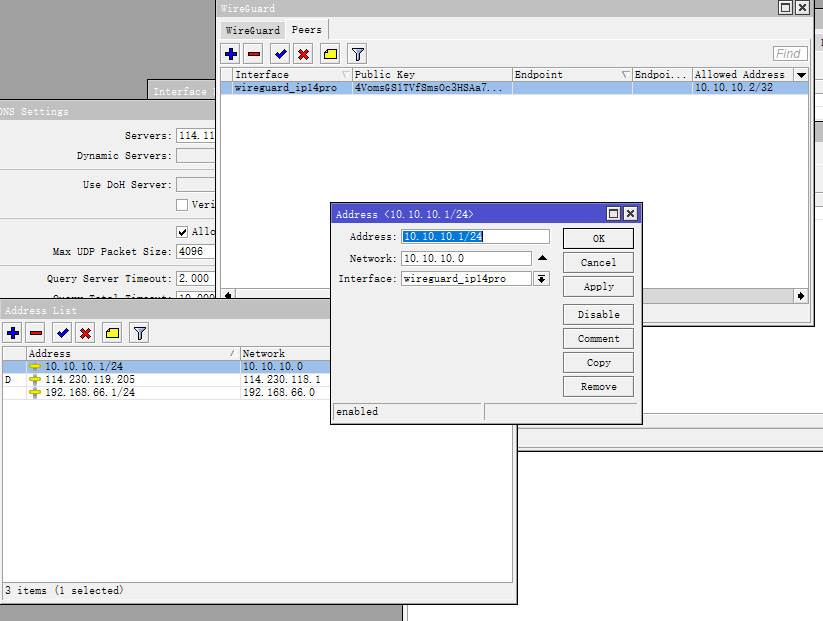 WireGuard
WireGuard Peers
Find
Interface Public Key Endpoint Endpoi... Allowed Address
wireguard_ip14pro 10.10.10.2/32
Interface
DNS Settings
Servers: 114.11
Dynamic Servers:
Use DoH Server:
Veri
Allo
Max UDP Packet Size: 4096
Query Server Timeout: 2.000
Query Total Timeout: 10.000
Address <10.10.10.1/24>
Address: 10.10.10.1/24
Network: 10.10.10.0
Interface: wireguard_ip14pro
OK
Cancel
Apply
Disable
Comment
Copy
Remove
enabled
Address List
Address Network
10.10.10.1/24 10.10.10.0
D 114.230.119.205 114.230.118.1
192.168.66.1/24 192.168.66.0
3 items (1 selected)